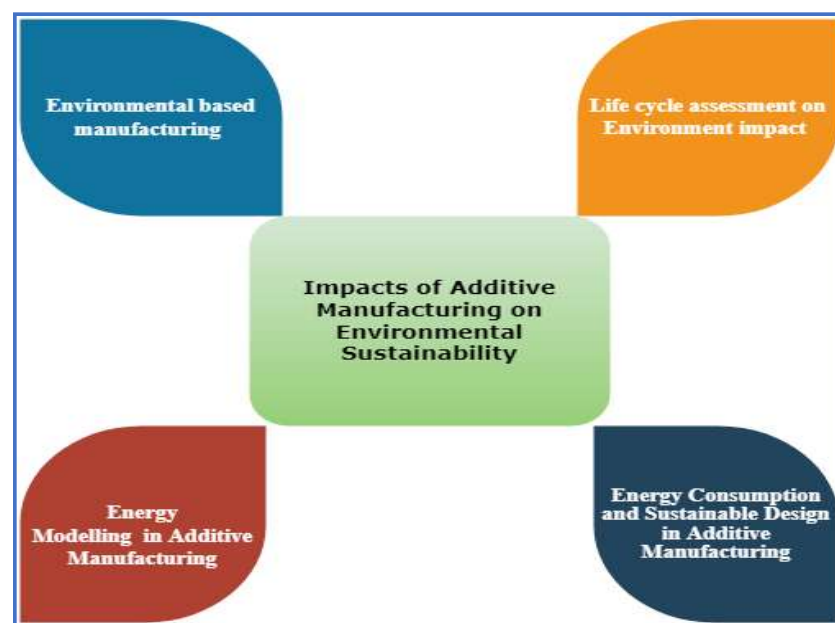 Environmental based
manufacturing
Life cycle assessment on
Environment impact
Impacts of Additive
Manufacturing on
Environmental
Sustainability
Energy
Modelling in Additive
Manufacturing
Energy Consumption
and Sustainable Design
in Additive
Manufacturing